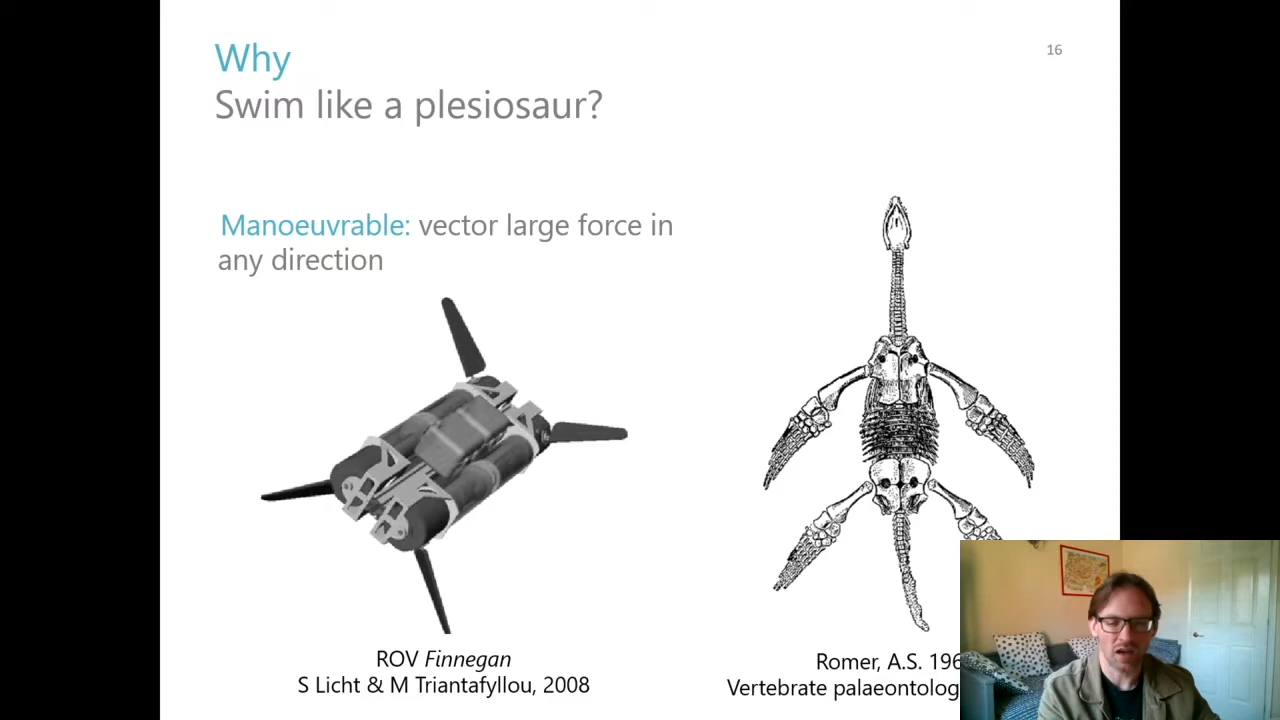 Why
16
Swim like a plesiosaur?
Manoeuvrable: vector large force in
any direction
ROV Finnegan
S Licht & M Triantafyllou, 2008
Romer, A.S. 196
Vertebrate palaeontolog